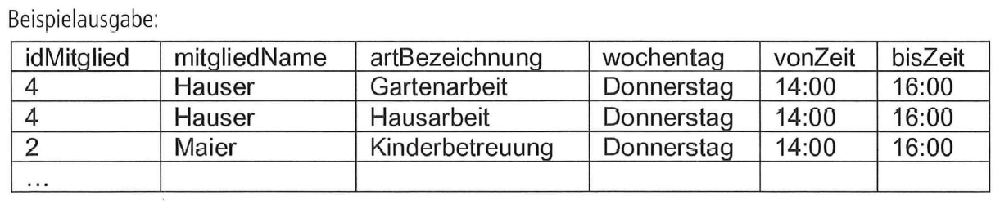 Beispielausgabe:
idMitglied mitgliedName artBezeichnung wochentag vonZeit bisZeit
4 Hauser Gartenarbeit Donnerstag 14:00 16:00
4 Hauser Hausarbeit Donnerstag 14:00 16:00
2 Maier Kinderbetreuung Donnerstag 14:00 16:00
...